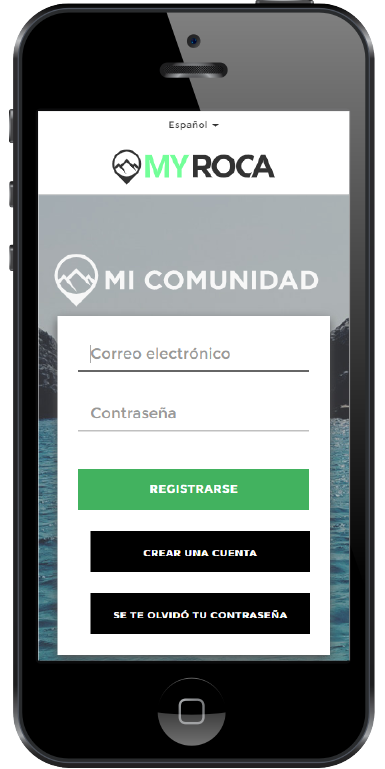 Español
MYROCA
MI COMUNIDAD
Correo electrónico
Contraseña
REGISTRARSE
CREAR UNA CUENTA
SE TE OLVIDÓ TU CONTRASEÑA